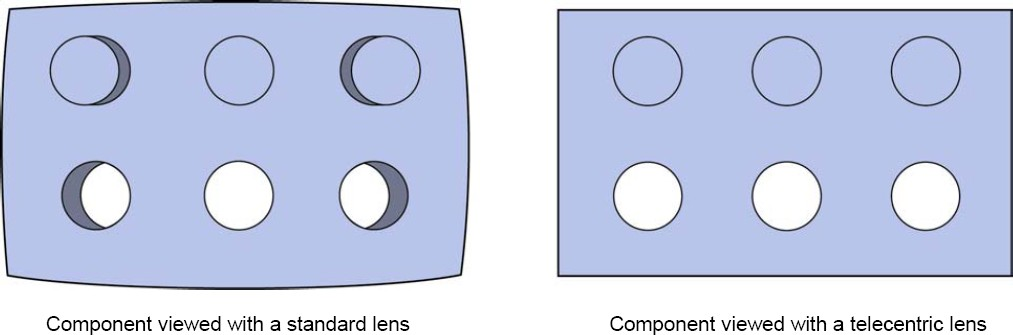 Component viewed with a standard lens
Component viewed with a telecentric lens